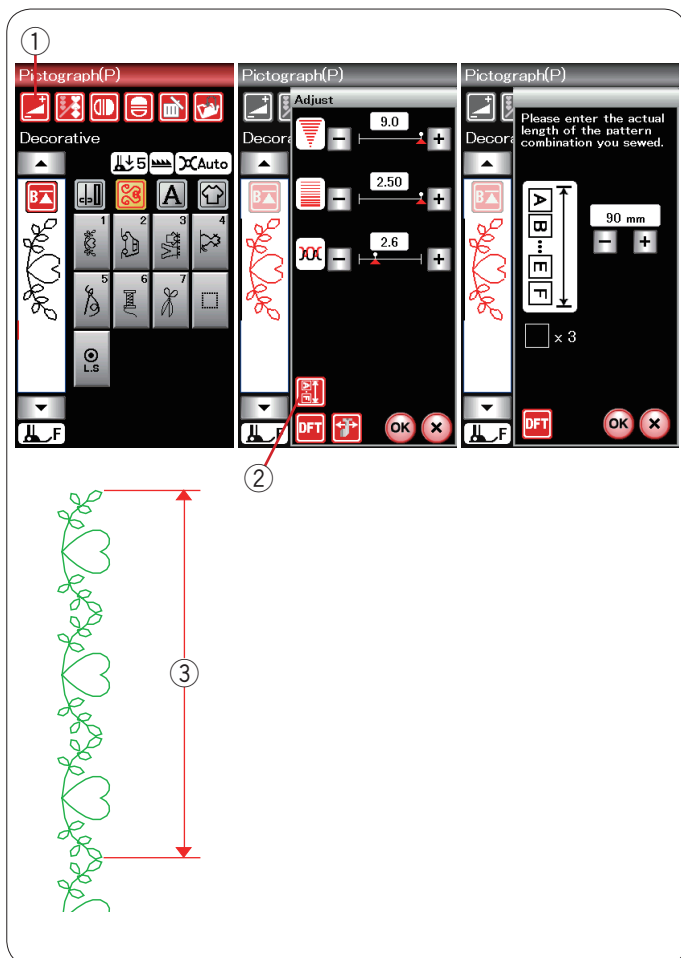 ①
Pictograph(P)
Decorative
5 Auto
B
A
1 2 3 4
5 6 7
L.S
F
Pictograph(P)
Adjust
Decora
9.0
B
2.50
2.6
A~E
DFT OK ×
F
②
Pictograph(P)
Please enter the actual
length of the pattern
combination you sewed.
Decora
B
A
B
E
F
90 mm
x 3
DFT OK ×
F
③